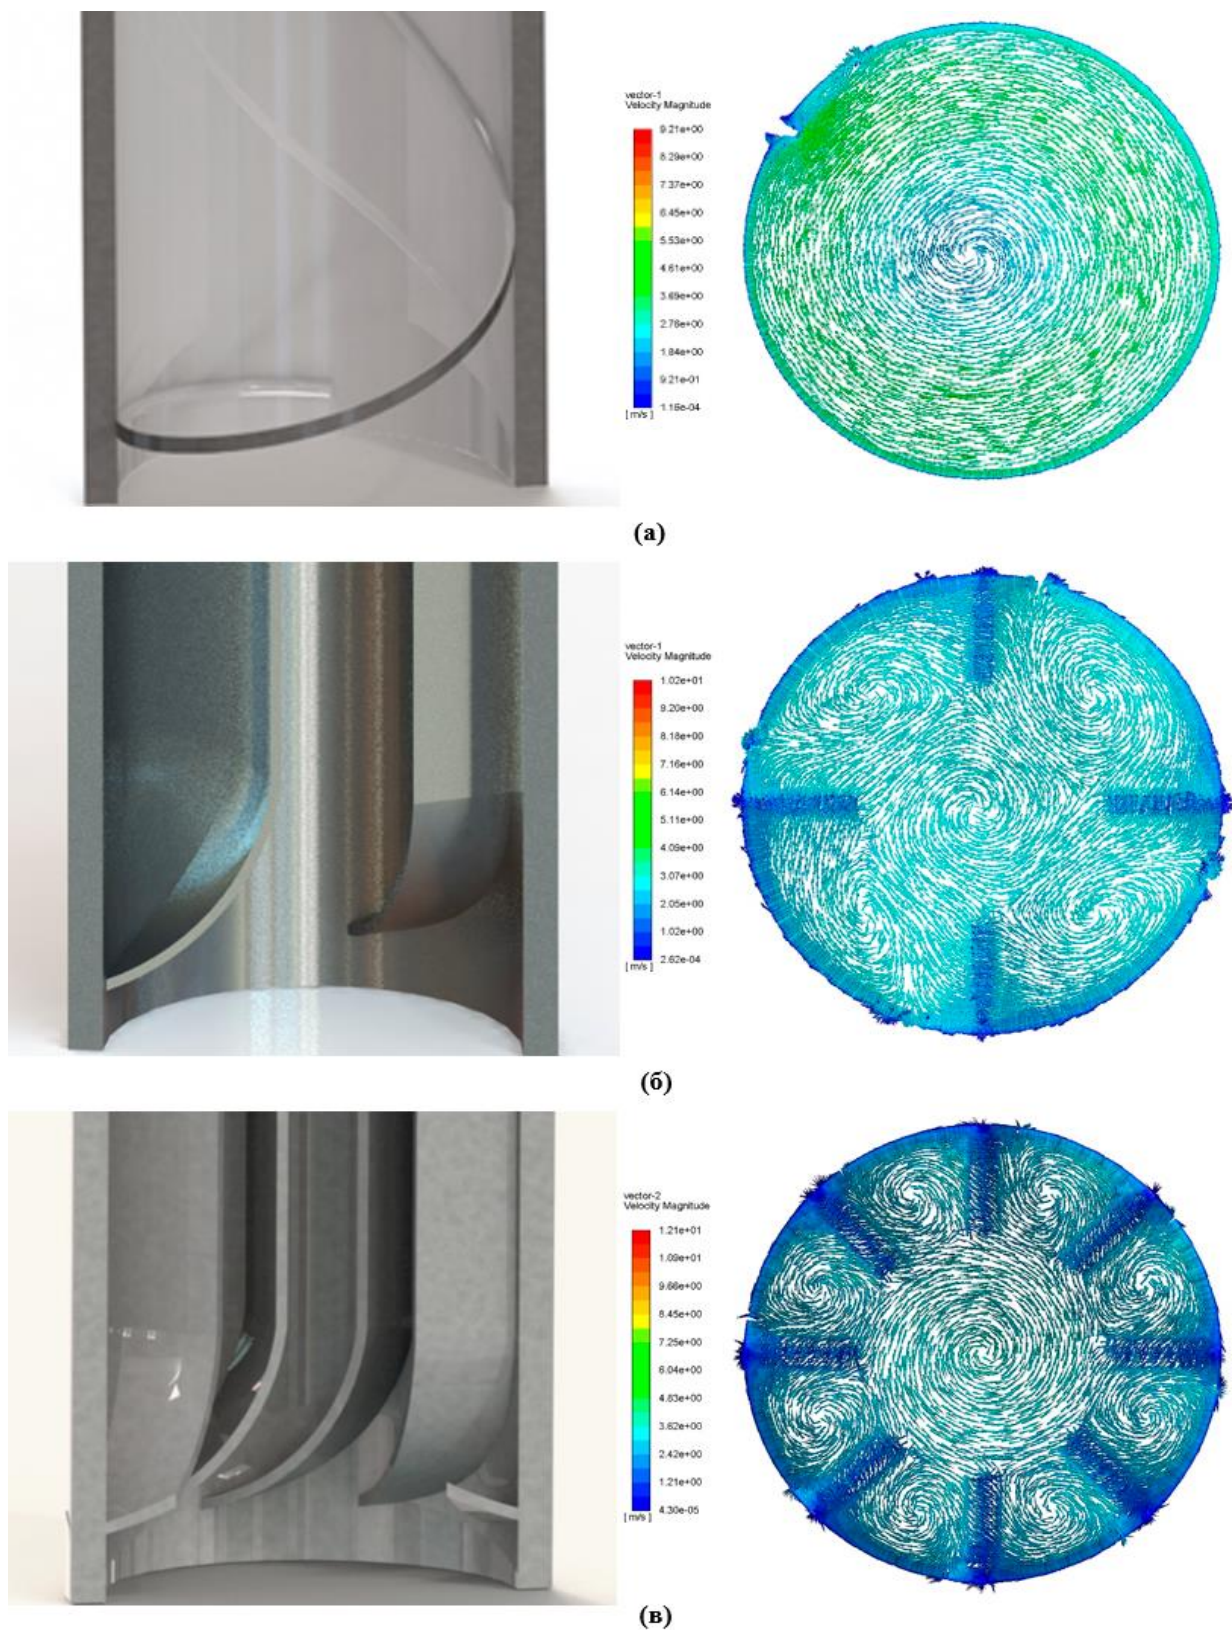 vector-1
Velocity Magnitude
9.21e+00
8.29e+00
7.37e+00
6.45e+00
5.53e+00
4.61e+00
3.69e+00
2.76e+00
1.84e+00
9.21e-01
1.16e-04
[ m/s ]
(а)
vector-1
Velocity Magnitude
1.02e+01
9.20e+00
8.18e+00
7.16e+00
6.14e+00
5.11e+00
4.09e+00
3.07e+00
2.05e+00
1.02e+00
2.62e-04
[ m/s ]
(б)
vector-2
Velocity Magnitude
1.21e+01
1.09e+01
9.66e+00
8.45e+00
7.25e+00
6.04e+00
4.83e+00
3.62e+00
2.42e+00
1.21e+00
4.30e-05
[ m/s ]
(в)